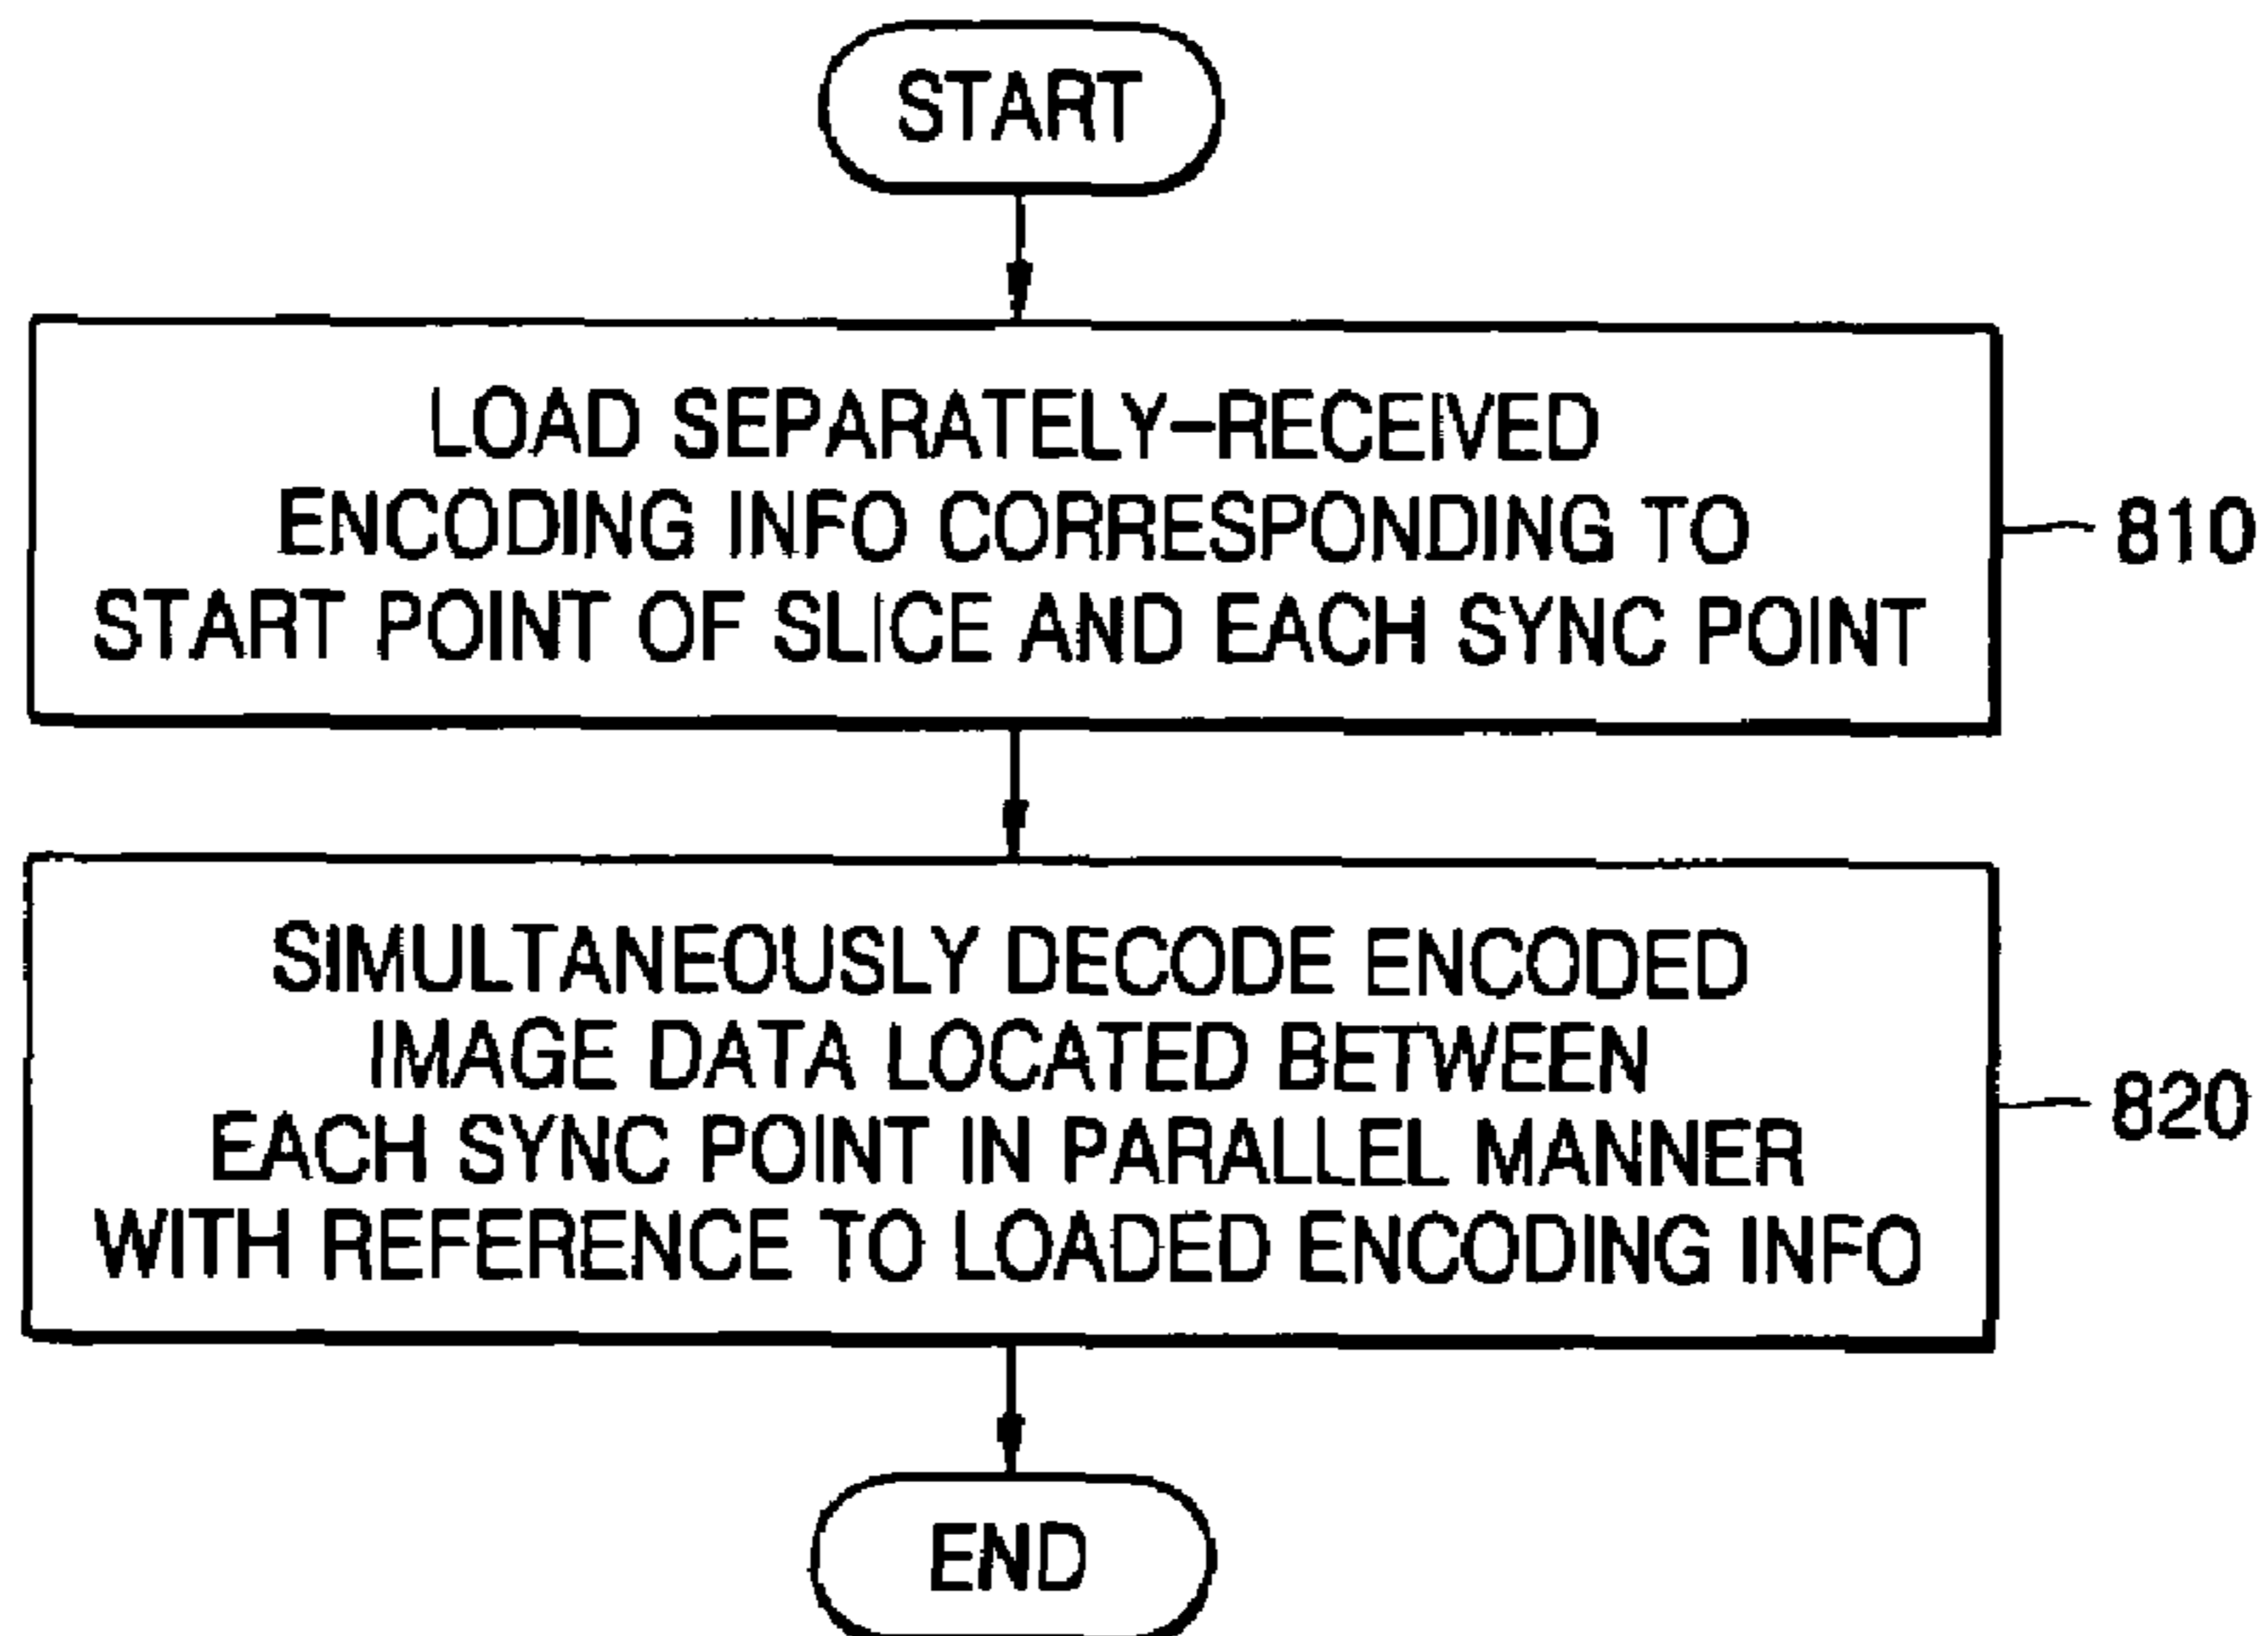 START
LOAD SEPARATELY-RECEIVED
ENCODING INFO CORRESPONDING TO
START POINT OF SLICE AND EACH SYNC POINT
810
SIMULTANEOUSLY DECODE ENCODED
IMAGE DATA LOCATED BETWEEN
EACH SYNC POINT IN PARALLEL MANNER
WITH REFERENCE TO LOADED ENCODING INFO
820
END